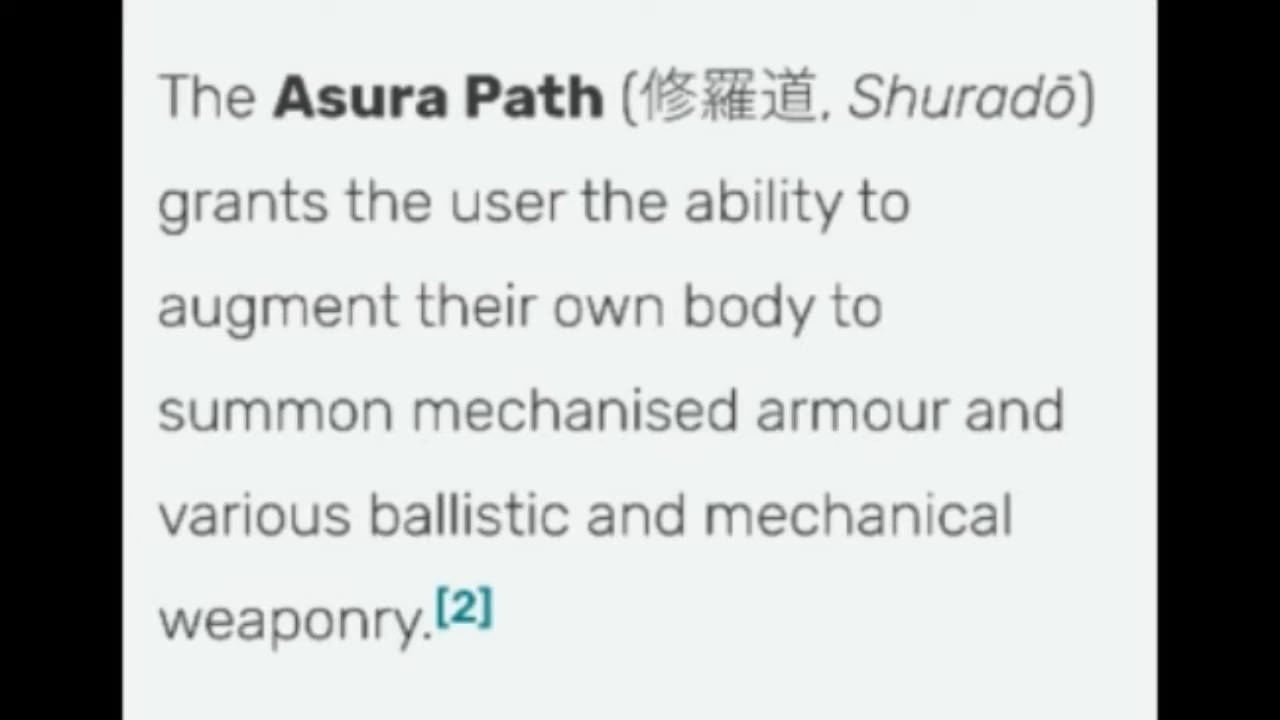 The Asura Path (修羅道, Shuradō)
grants the user the ability to
augment their own body to
summon mechanised armour and
various ballistic and mechanical
weaponry.[2]